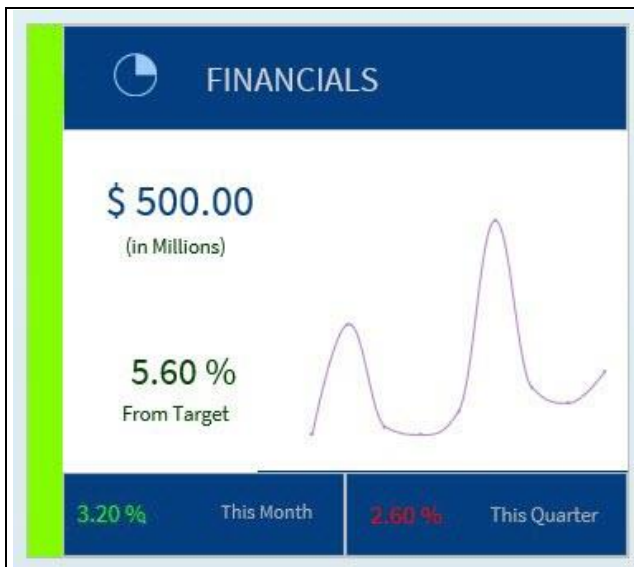 FINANCIALS
$ 500.00
(in Millions)
5.60 %
From Target
3.20 % This Month
2.60 % This Quarter